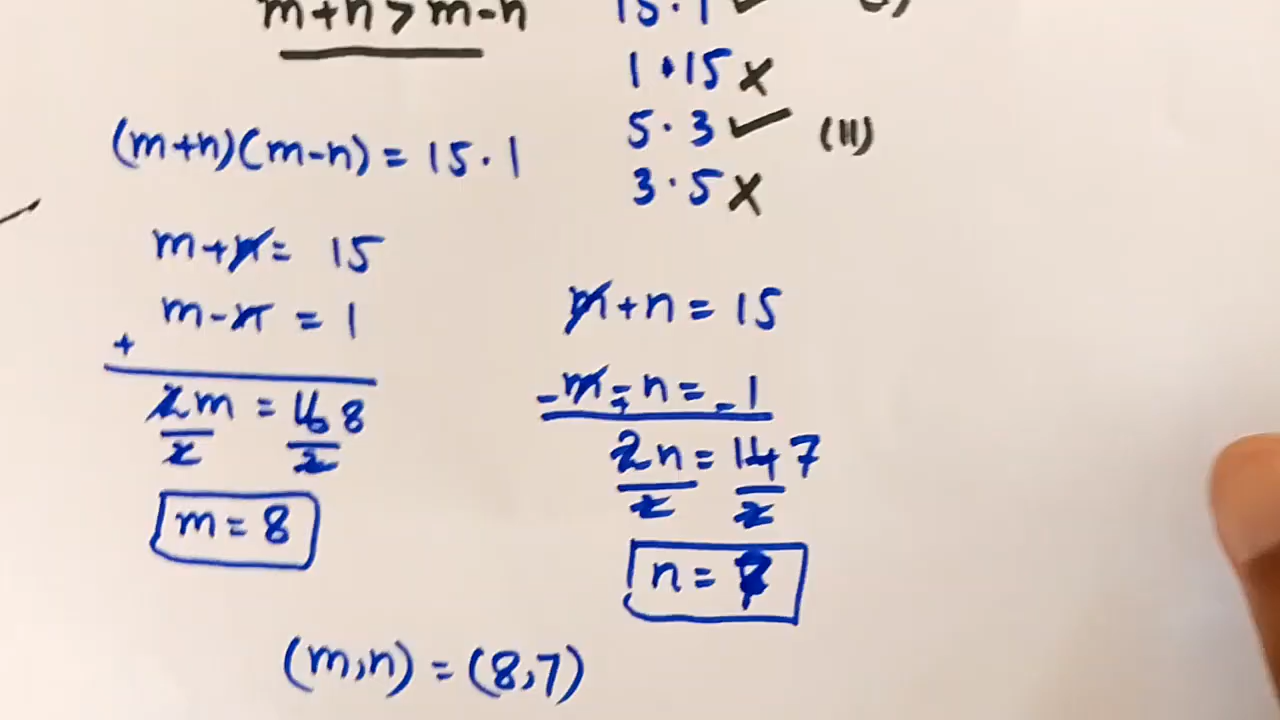 m+n > m-n
15 · 1 ✓
1 · 15 ×
5 · 3 ✓ (II)
3 · 5 ×
(m+n)(m-n) = 15 · 1
m+n = 15
m-n = 1
+
2m/2 = 16/2 8
m = 8
m+n = 15
-m+-n = -1
2n/2 = 14/2 7
n = 7
(m,n) = (8,7)